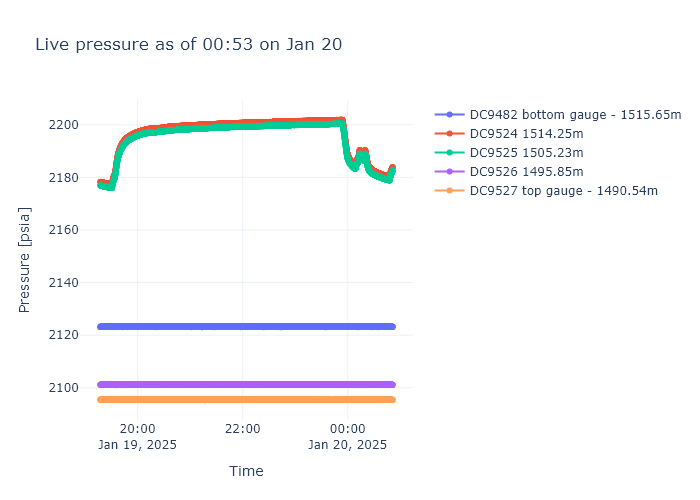 Live pressure as of 00:53 on Jan 20
DC9482 bottom gauge - 1515.65m
DC9524 1514.25m
DC9525 1505.23m
DC9526 1495.85m
DC9527 top gauge - 1490.54m
Pressure [psia]
2200
2180
2160
2140
2120
2100
20:00
Jan 19, 2025
22:00
00:00
Jan 20, 2025
Time